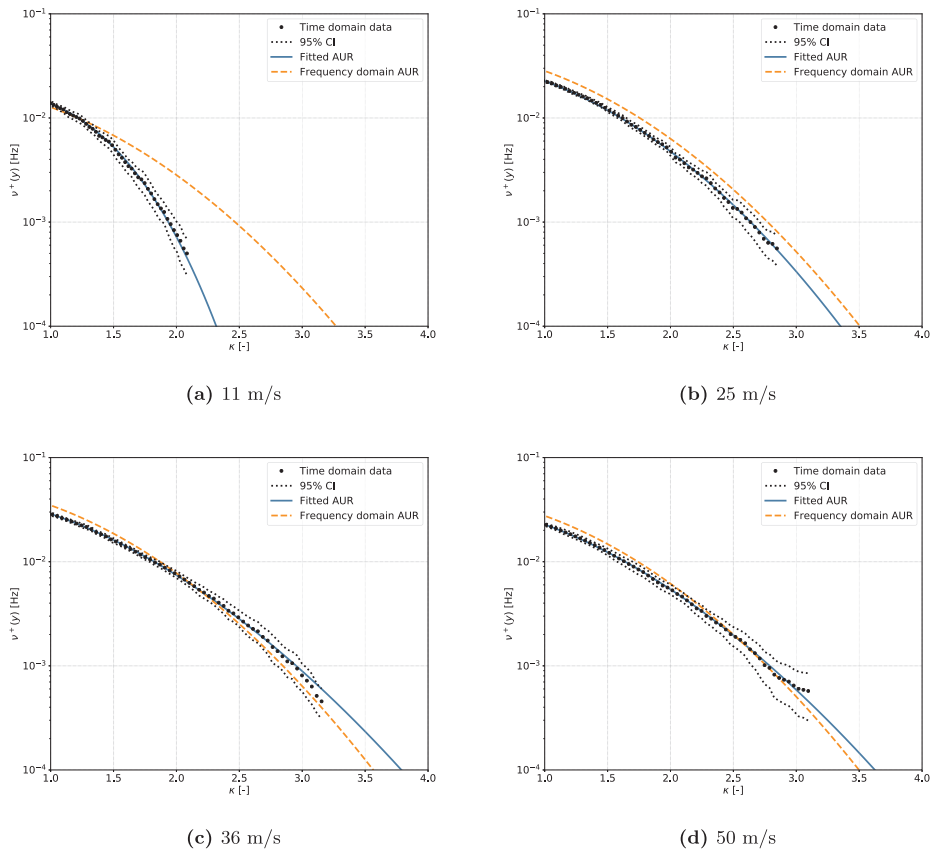 10⁻¹
10⁻²
10⁻³
10⁻⁴
ν⁺(y) [Hz]
1.0 1.5 2.0 2.5 3.0 3.5 4.0
κ [-]
Time domain data
95% CI
Fitted AUR
Frequency domain AUR
(a) 11 m/s
10⁻¹
10⁻²
10⁻³
10⁻⁴
ν⁺(y) [Hz]
1.0 1.5 2.0 2.5 3.0 3.5 4.0
κ [-]
Time domain data
95% CI
Fitted AUR
Frequency domain AUR
(b) 25 m/s
10⁻¹
10⁻²
10⁻³
10⁻⁴
ν⁺(y) [Hz]
1.0 1.5 2.0 2.5 3.0 3.5 4.0
κ [-]
Time domain data
95% CI
Fitted AUR
Frequency domain AUR
(c) 36 m/s
10⁻¹
10⁻²
10⁻³
10⁻⁴
ν⁺(y) [Hz]
1.0 1.5 2.0 2.5 3.0 3.5 4.0
κ [-]
Time domain data
95% CI
Fitted AUR
Frequency domain AUR
(d) 50 m/s